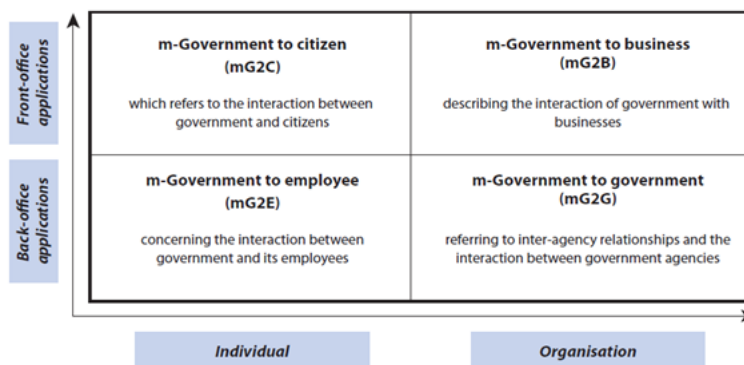 Front-office
applications
m-Government to citizen
(mG2C)
which refers to the interaction between
government and citizens
m-Government to business
(mG2B)
describing the interaction of government with
businesses
Back-office
applications
m-Government to employee
(mG2E)
concerning the interaction between
government and its employees
m-Government to government
(mG2G)
referring to inter-agency relationships and the
interaction between government agencies
Individual
Organisation